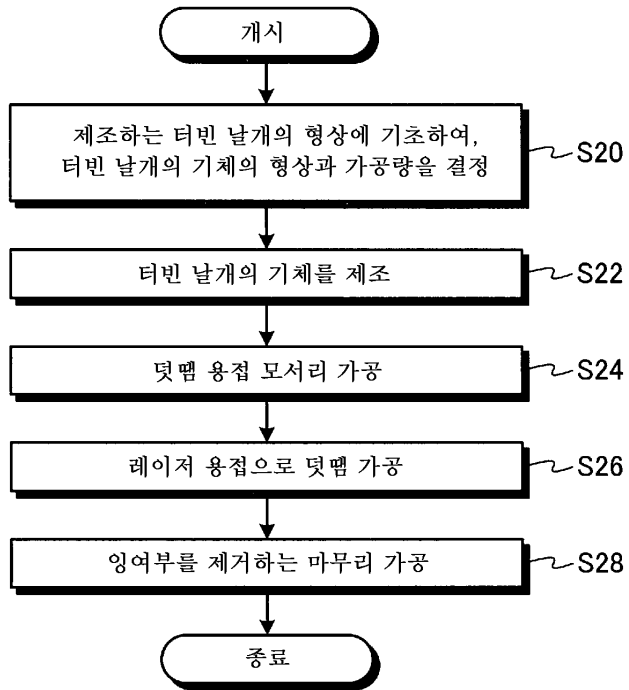 개시
제조하는 터빈 날개의 형상에 기초하여,
터빈 날개의 기체의 형상과 가공량을 결정
S20
터빈 날개의 기체를 제조
S22
덧땜 용접 모서리 가공
S24
레이저 용접으로 덧땜 가공
S26
잉여부를 제거하는 마무리 가공
S28
종료